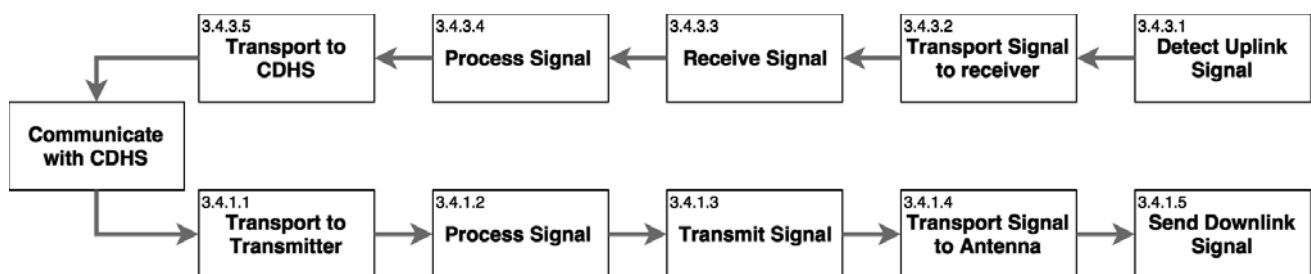 3.4.3.5
Transport to
CDHS
3.4.3.4
Process Signal
3.4.3.3
Receive Signal
3.4.3.2
Transport Signal
to receiver
3.4.3.1
Detect Uplink
Signal
Communicate
with CDHS
3.4.1.1
Transport to
Transmitter
3.4.1.2
Process Signal
3.4.1.3
Transmit Signal
3.4.1.4
Transport Signal
to Antenna
3.4.1.5
Send Downlink
Signal